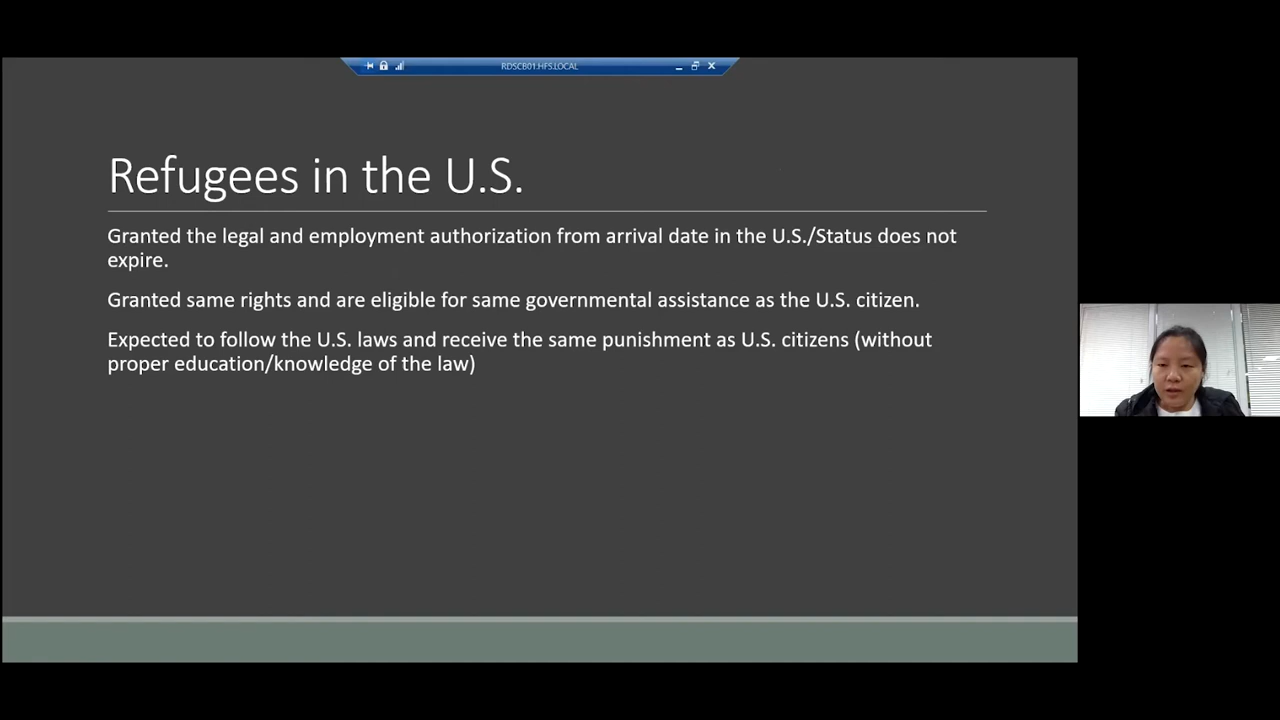 RDSCB01.HFS.LOCAL
Refugees in the U.S.
Granted the legal and employment authorization from arrival date in the U.S./Status does not
expire.
Granted same rights and are eligible for same governmental assistance as the U.S. citizen.
Expected to follow the U.S. laws and receive the same punishment as U.S. citizens (without
proper education/knowledge of the law)